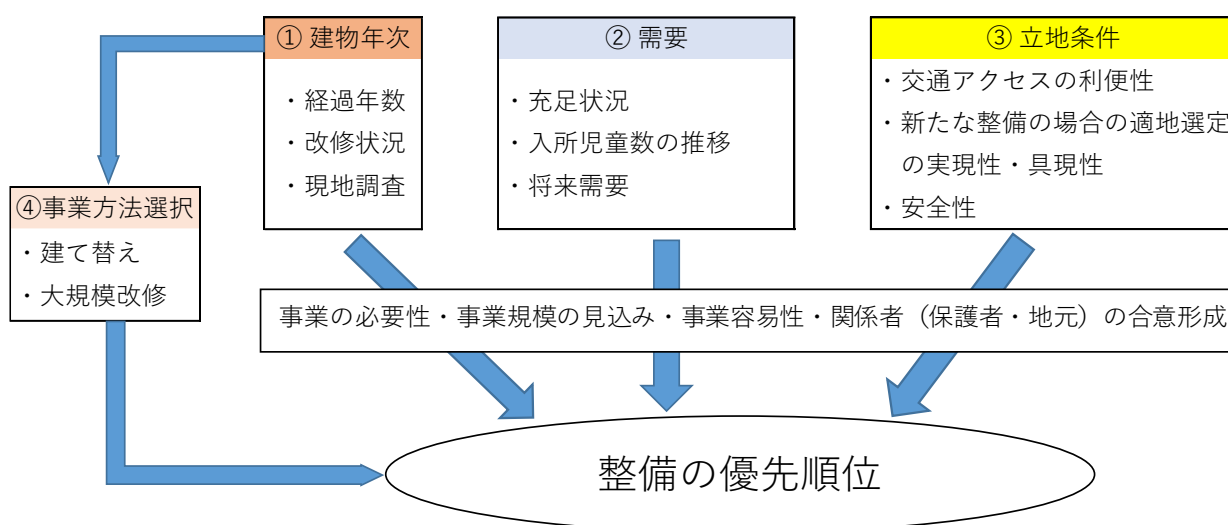 ① 建物年次
・経過年数
・改修状況
・現地調査
② 需要
・充足状況
・入所児童数の推移
・将来需要
③ 立地条件
・交通アクセスの利便性
・新たな整備の場合の適地選定
の実現性・具現性
・安全性
④事業方法選択
・建て替え
・大規模改修
事業の必要性・事業規模の見込み・事業容易性・関係者（保護者・地元）の合意形成
整備の優先順位